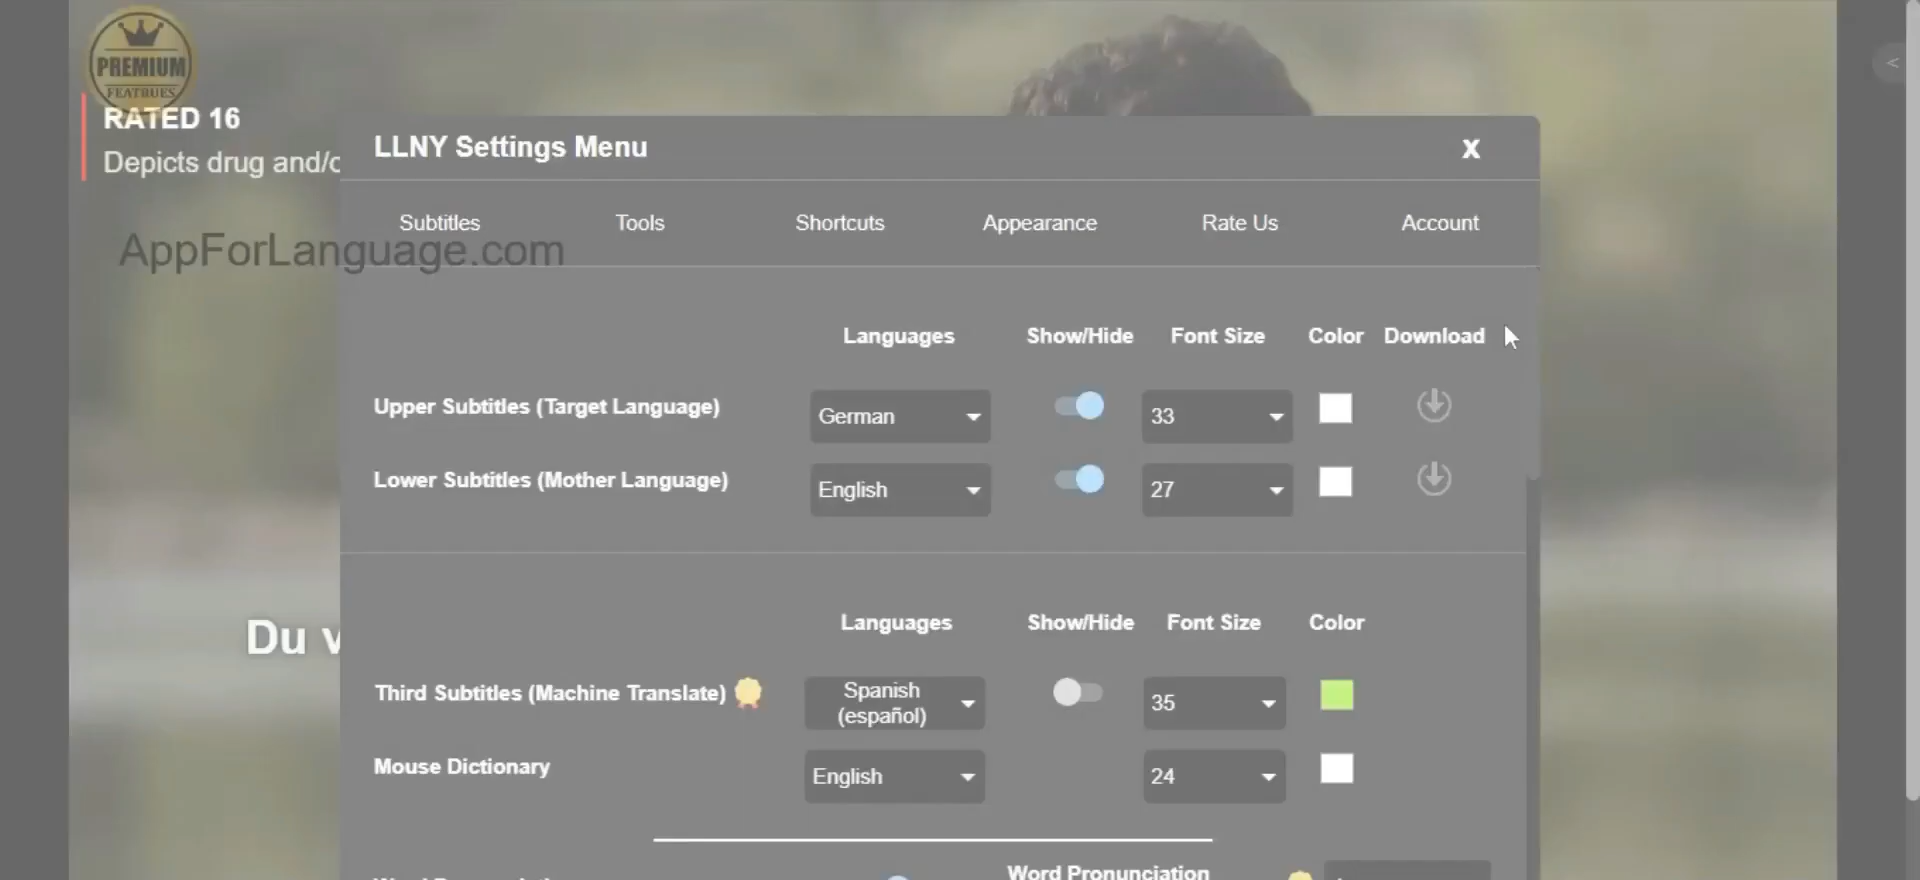 PREMIUM
FEATRUES
RATED 16
Depicts drug and/
LLNY Settings Menu
X
Subtitles Tools Shortcuts Appearance Rate Us Account
AppForLanguage.com
Languages Show/Hide Font Size Color Download
Upper Subtitles (Target Language) German 33
Lower Subtitles (Mother Language) English 27
Du
Languages Show/Hide Font Size Color
Third Subtitles (Machine Translate) Spanish (español) 35
Mouse Dictionary English 24
Word Pronunciation